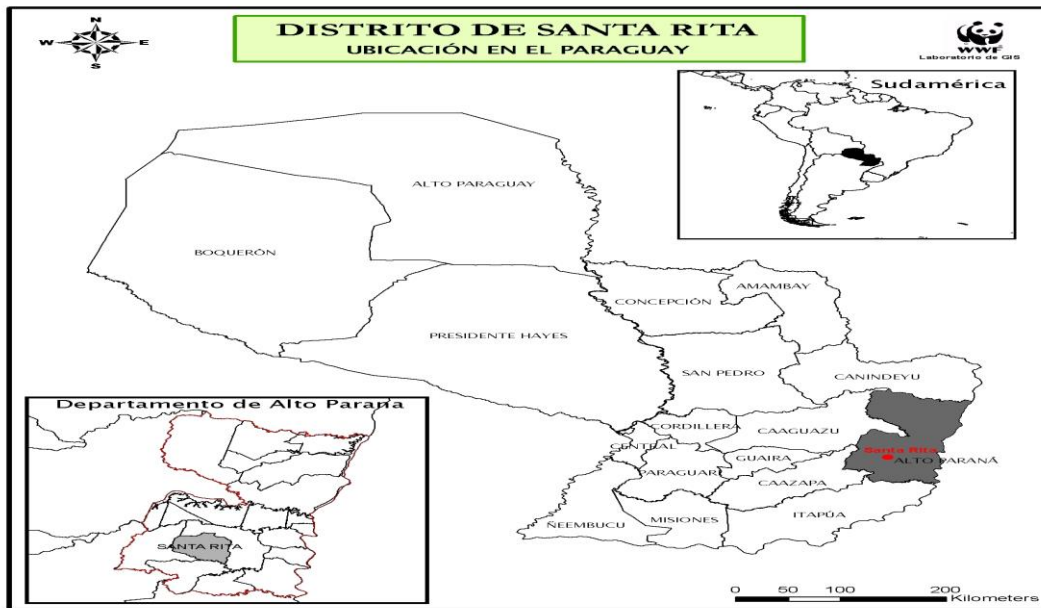 N
W E
S
DISTRITO DE SANTA RITA
UBICACIÓN EN EL PARAGUAY
WWF
Laboratorio de GIS
Sudamérica
ALTO PARAGUAY
BOQUERÓN
AMAMBAY
CONCEPCIÓN
PRESIDENTE HAYES
SAN PEDRO
CANINDEYU
Departamento de Alto Parana
CORDILLERA
CAAGUAZU
CENTRAL
Santa Rita
GUAIRA
ALTO PARANÁ
PARAGUARI
CAAZAPA
ÑEEMBUCU
MISIONES
ITAPÚA
SANTA RITA
0 50 100 200
Kilometers